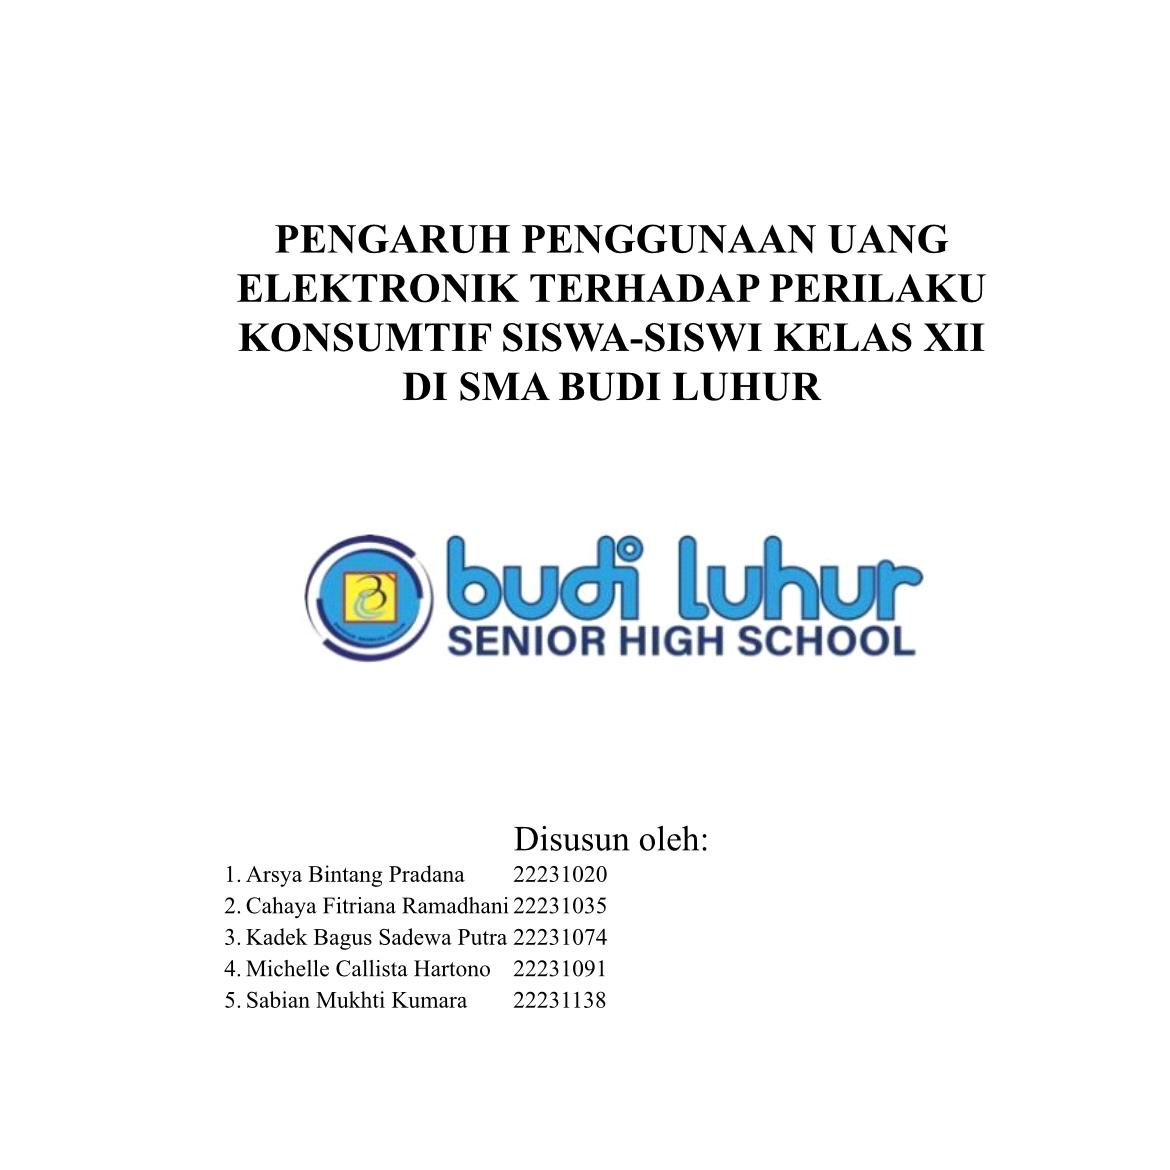 PENGARUH PENGGUNAAN UANG
ELEKTRONIK TERHADAP PERILAKU
KONSUMTIF SISWA-SISWI KELAS XII
DI SMA BUDI LUHUR
budi luhur
SENIOR HIGH SCHOOL
Disusun oleh:
1. Arsya Bintang Pradana 22231020
2. Cahaya Fitriana Ramadhani 22231035
3. Kadek Bagus Sadewa Putra 22231074
4. Michelle Callista Hartono 22231091
5. Sabian Mukhti Kumara 22231138